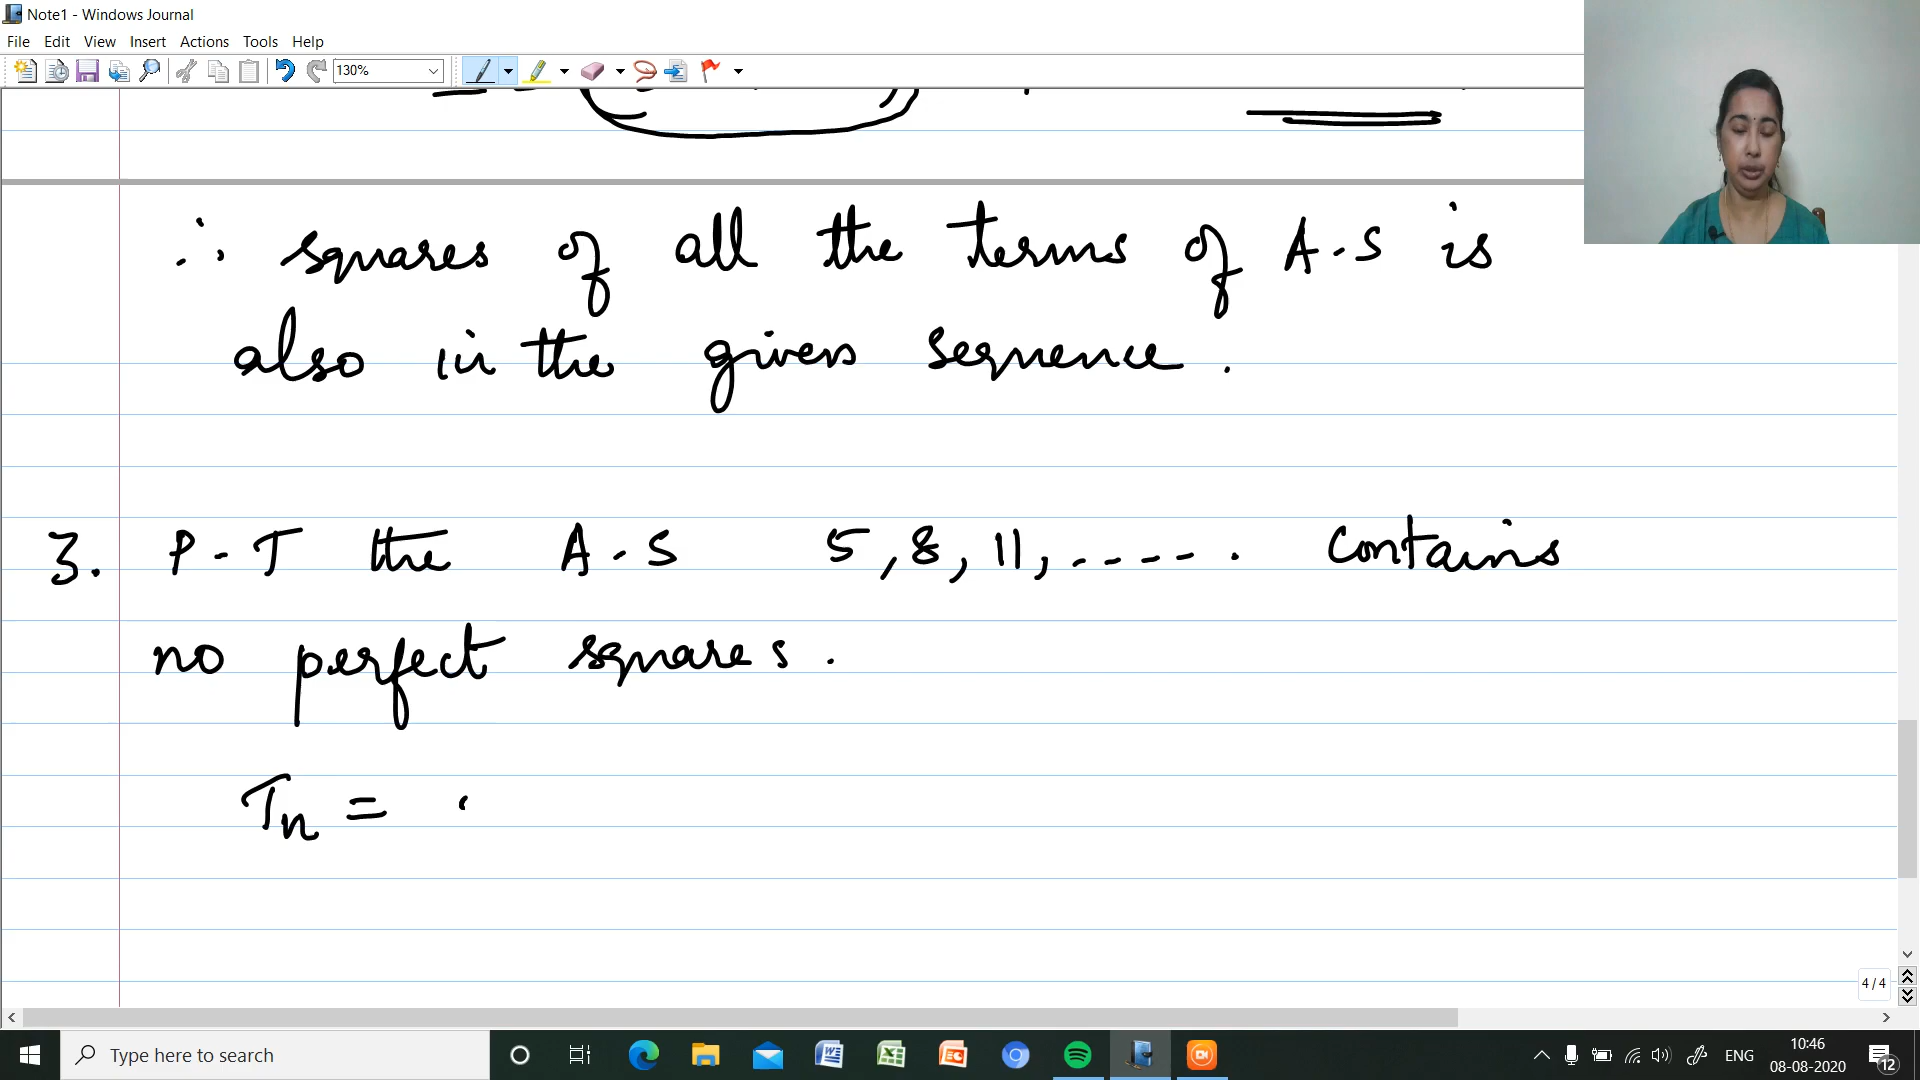 Note1 - Windows Journal
File Edit View Insert Actions Tools Help
130%
∴ squares of all the terms of A.S is
also in the given sequence.
3. P.T the A.S 5, 8, 11, ..... contains
no perfect squares.
Tn =
4 / 4
Type here to search
ENG
10:46
08-08-2020
12